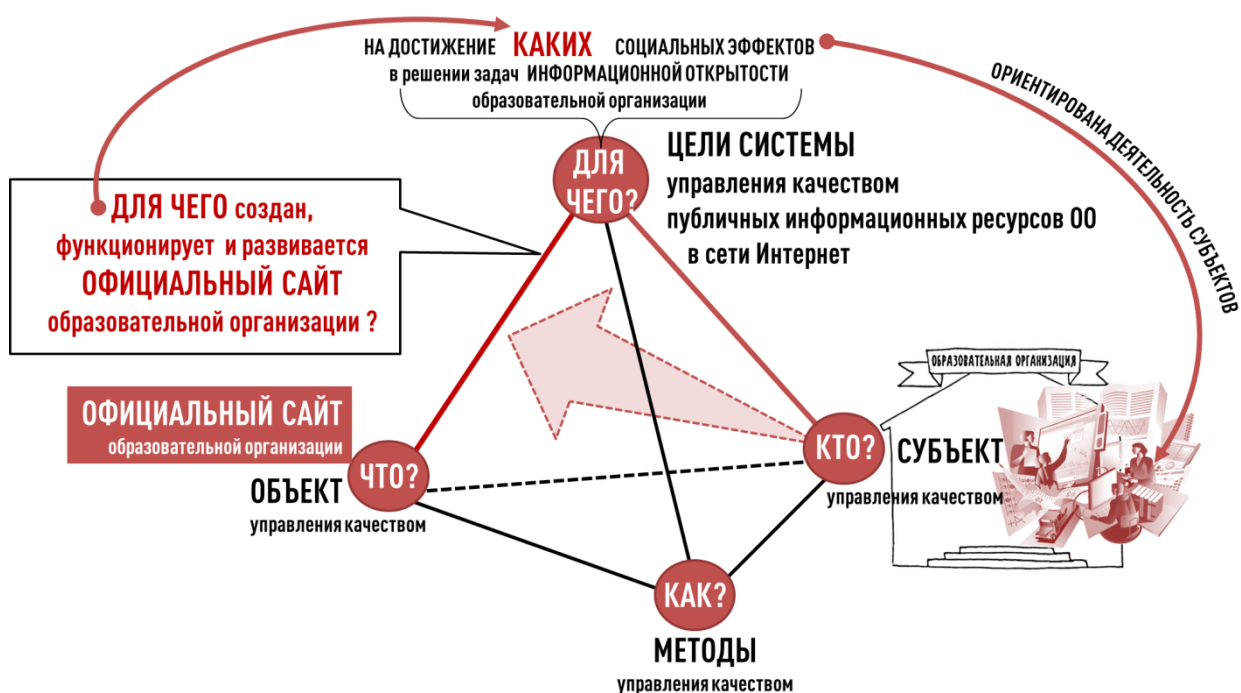 НА ДОСТИЖЕНИЕ КАКИХ СОЦИАЛЬНЫХ ЭФФЕКТОВ
в решении задач ИНФОРМАЦИОННОЙ ОТКРЫТОСТИ
образовательной организации
ОРИЕНТИРОВАНА ДЕЯТЕЛЬНОСТЬ СУБЪЕКТОВ
ДЛЯ
ЧЕГО?
ЦЕЛИ СИСТЕМЫ
управления качеством
публичных информационных ресурсов ОО
в сети Интернет
ДЛЯ ЧЕГО создан,
функционирует и развивается
ОФИЦИАЛЬНЫЙ САЙТ
образовательной организации ?
ОБРАЗОВАТЕЛЬНАЯ ОРГАНИЗАЦИЯ
ОФИЦИАЛЬНЫЙ САЙТ
образовательной организации
ЧТО?
ОБЪЕКТ
управления качеством
КТО?
СУБЪЕКТ
управления качеством
КАК?
МЕТОДЫ
управления качеством